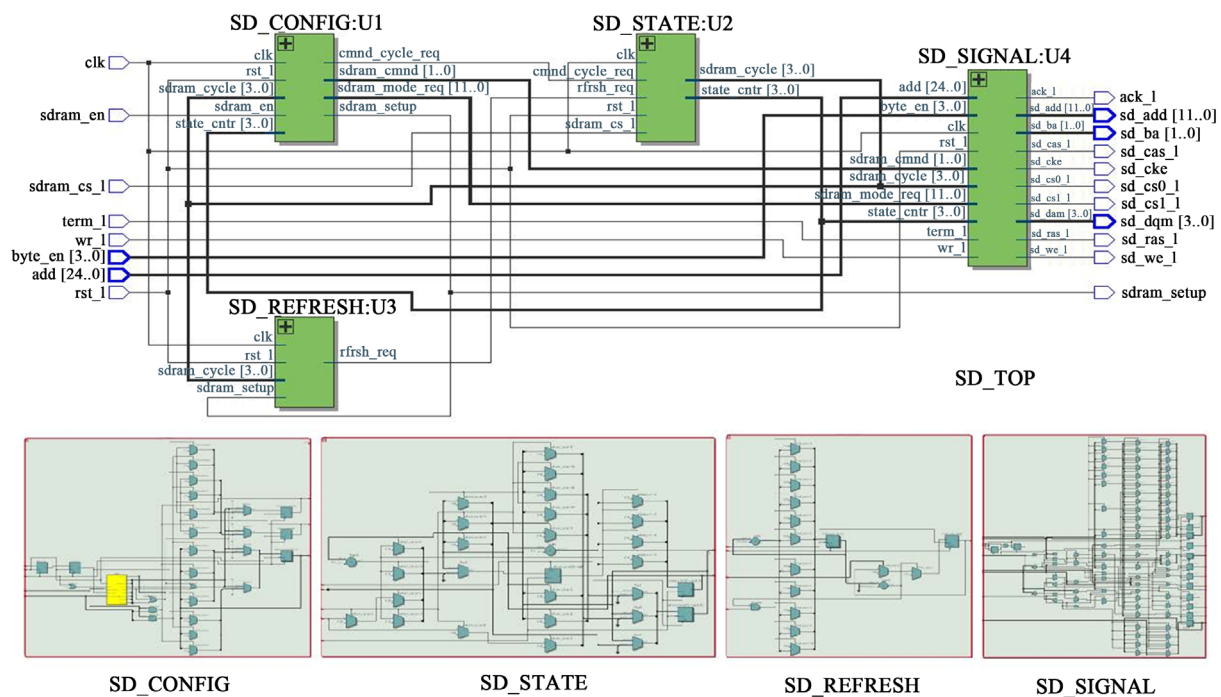 SD_CONFIG:U1
SD_STATE:U2
SD_SIGNAL:U4
clk
sdram_en
sdram_cs_l
term_l
wr_l
byte_en [3..0]
add [24..0]
rst_l
clk
rst_l
sdram_cycle [3..0]
sdram_en
state_cntr [3..0]
cmnd_cycle_req
sdram_cmnd [1..0]
sdram_mode_req [11..0]
sdram_setup
clk
cmnd_cycle_req
rfrsh_req
rst_l
sdram_cs_l
sdram_cycle [3..0]
state_cntr [3..0]
add [24..0]
byte_en [3..0]
clk
rst_l
sdram_cmnd [1..0]
sdram_cycle [3..0]
sdram_mode_req [11..0]
state_cntr [3..0]
term_l
wr_l
ack_l
sd_add [11..0]
sd_ba [1..0]
sd_cas_l
sd_cke
sd_cs0_l
sd_cs1_l
sd_dam [3..0]
sd_ras_l
sd_we_l
ack_l
sd_add [11..0]
sd_ba [1..0]
sd_cas_l
sd_cke
sd_cs0_l
sd_cs1_l
sd_dqm [3..0]
sd_ras_l
sd_we_l
sdram_setup
SD_REFRESH:U3
clk
rst_l
sdram_cycle [3..0]
sdram_setup
rfrsh_req
SD_TOP
SD_CONFIG
SD_STATE
SD_REFRESH
SD_SIGNAL